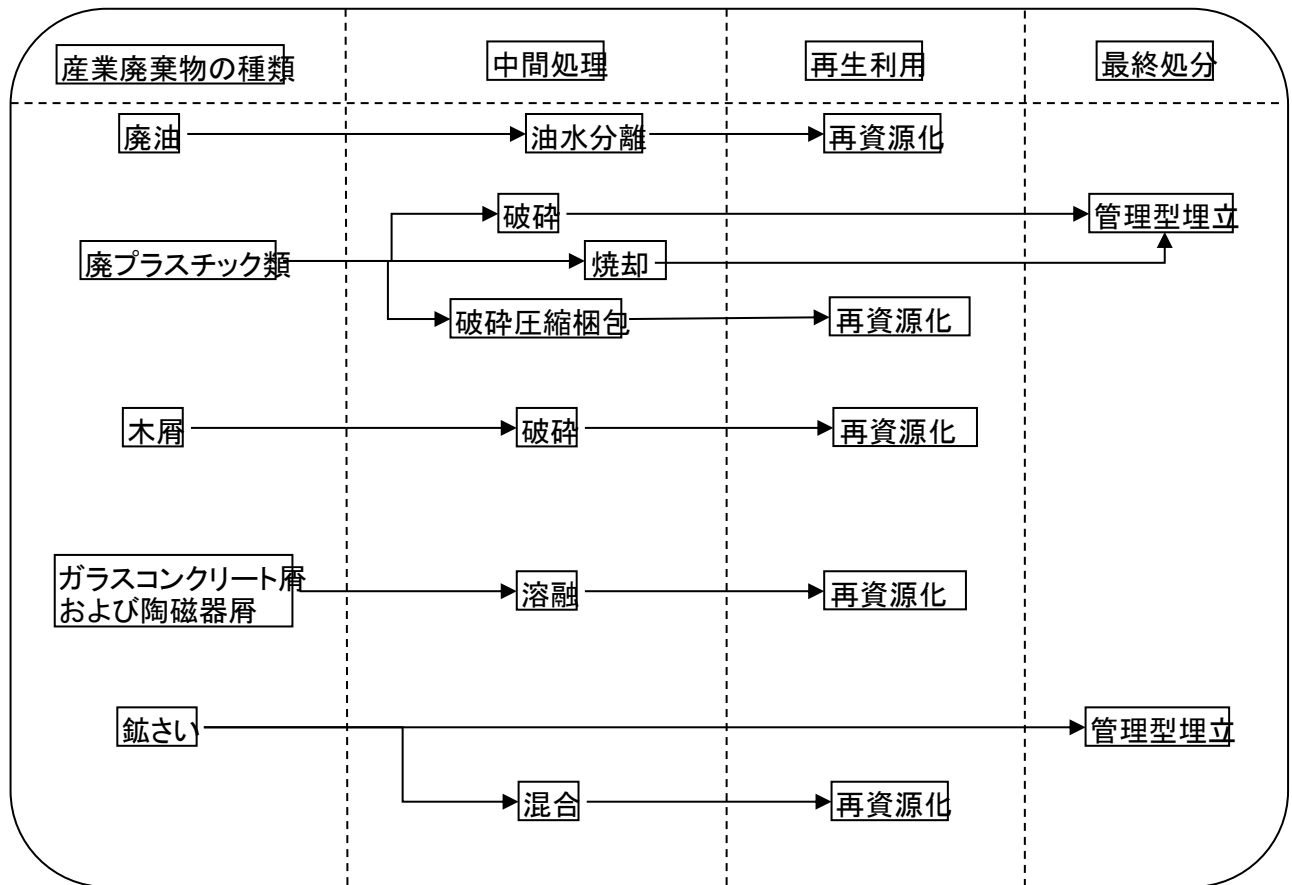 産業廃棄物の種類
中間処理
再生利用
最終処分
廃油
油水分離
再資源化
破砕
管理型埋立
廃プラスチック類
焼却
破砕圧縮梱包
再資源化
木屑
破砕
再資源化
ガラスコンクリート屑
および陶磁器屑
溶融
再資源化
鉱さい
管理型埋立
混合
再資源化